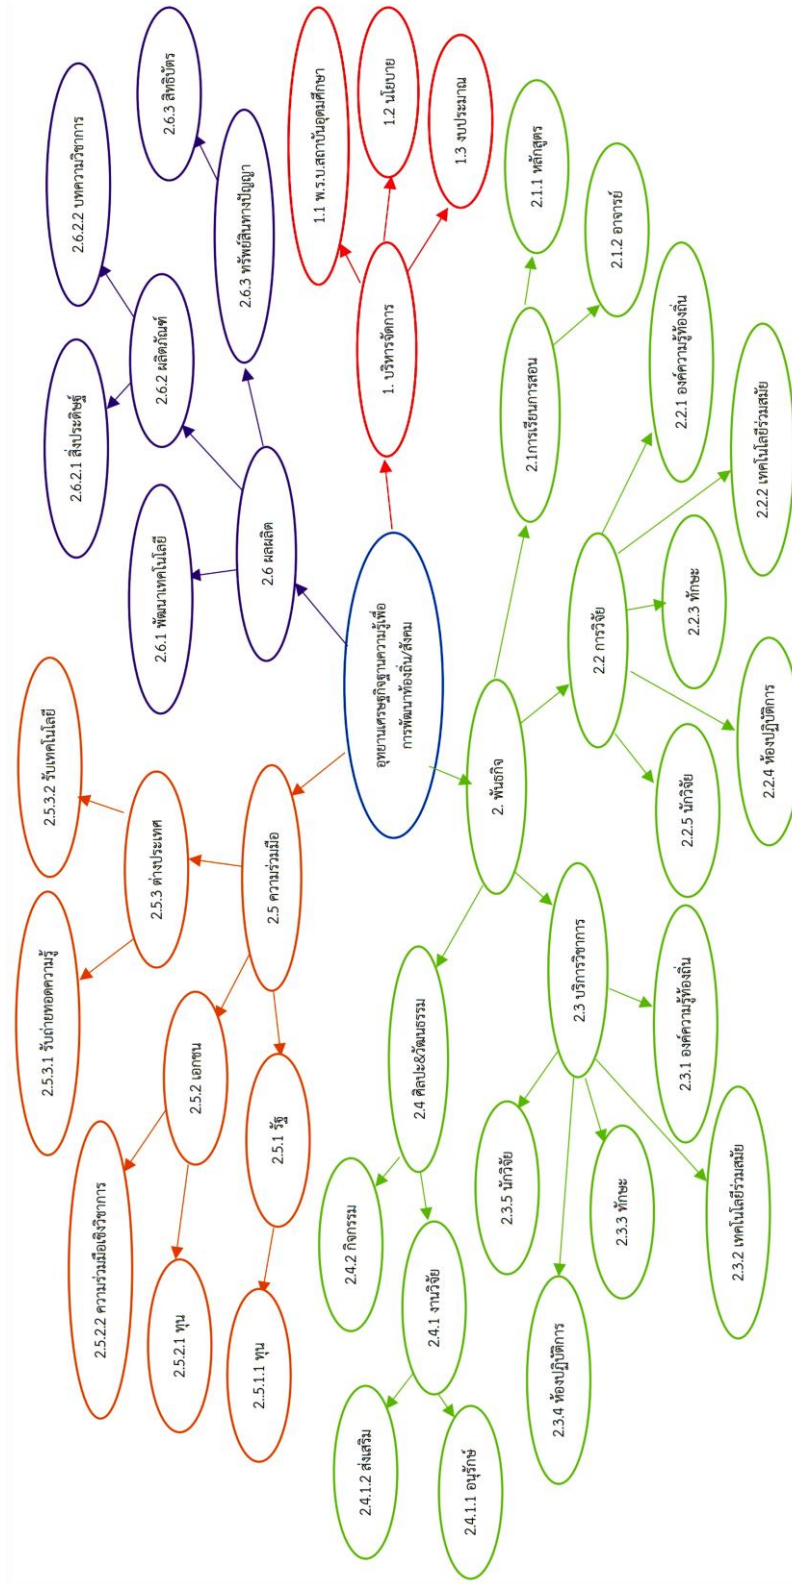 อุทยานเศรษฐกิจฐานความรู้เพื่อ
การพัฒนาท้องถิ่น/สังคม
1. บริหารจัดการ
1.1 พ.ร.บ.สถาบันอุดมศึกษา
1.2 นโยบาย
1.3 งบประมาณ
2. พันธกิจ
2.1การเรียนการสอน
2.1.1 หลักสูตร
2.1.2 อาจารย์
2.2 การวิจัย
2.2.1 องค์ความรู้ท้องถิ่น
2.2.2 เทคโนโลยีร่วมสมัย
2.2.3 ทักษะ
2.2.4 ห้องปฏิบัติการ
2.2.5 นักวิจัย
2.3 บริการวิชาการ
2.3.1 องค์ความรู้ท้องถิ่น
2.3.2 เทคโนโลยีร่วมสมัย
2.3.3 ทักษะ
2.3.4 ห้องปฏิบัติการ
2.3.5 นักวิจัย
2.4 ศิลปะ&วัฒนธรรม
2.4.1 งานวิจัย
2.4.1.1 อนุรักษ์
2.4.1.2 ส่งเสริม
2.4.2 กิจกรรม
2.5 ความร่วมมือ
2.5.1 รัฐ
2..5.1.1 ทุน
2.5.2 เอกชน
2.5.2.1 ทุน
2.5.2.2 ความร่วมมือเชิงวิชาการ
2.5.3 ต่างประเทศ
2.5.3.1 รับถ่ายทอดความรู้
2.5.3.2 รับเทคโนโลยี
2.6 ผลผลิต
2.6.1 พัฒนาเทคโนโลยี
2.6.2 ผลิตภัณฑ์
2.6.2.1 สิ่งประดิษฐ์
2.6.2.2 บทความวิชาการ
2.6.3 ทรัพย์สินทางปัญญา
2.6.3 สิทธิบัตร